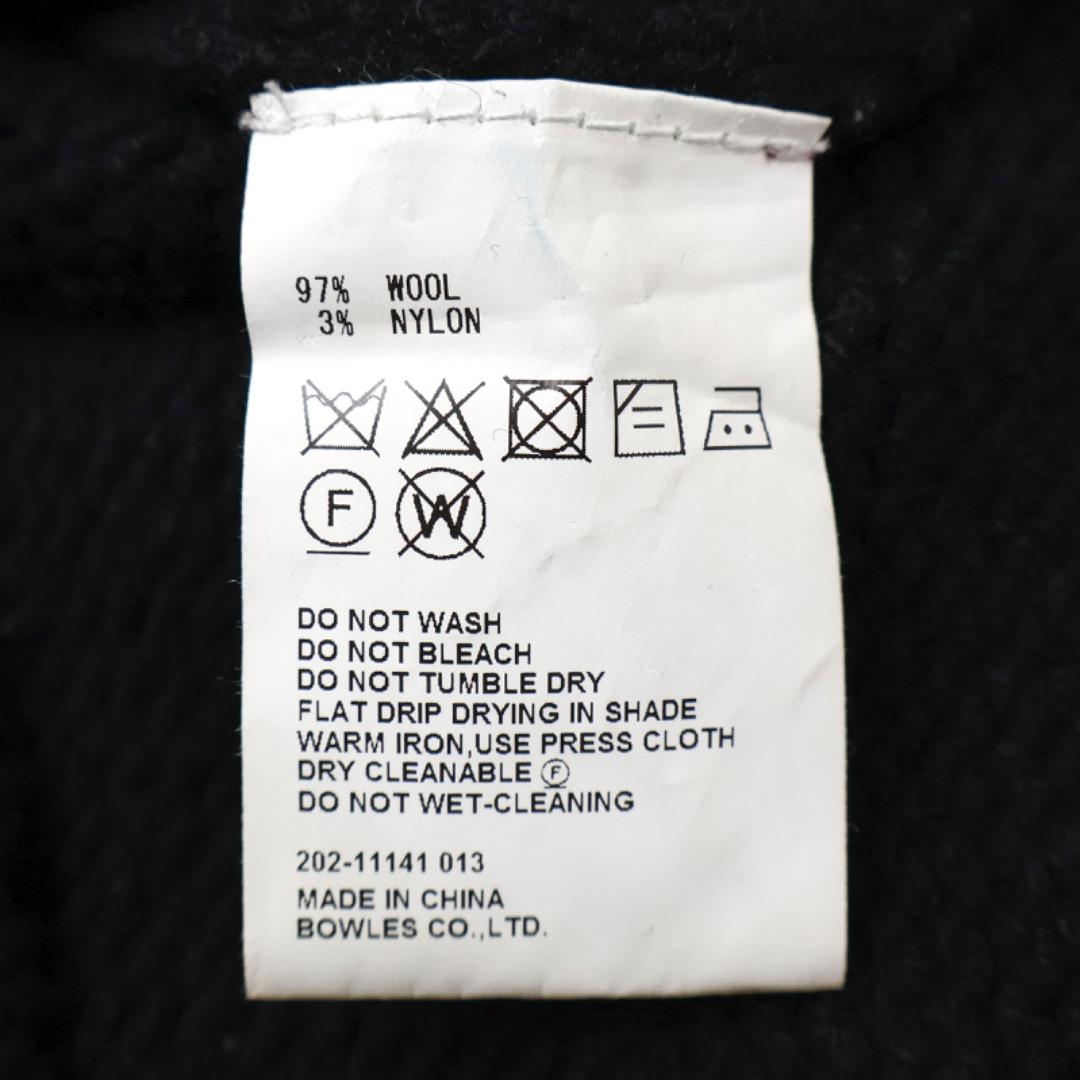 97% WOOL
3% NYLON
F W
DO NOT WASH
DO NOT BLEACH
DO NOT TUMBLE DRY
FLAT DRIP DRYING IN SHADE
WARM IRON,USE PRESS CLOTH
DRY CLEANABLE Ⓕ
DO NOT WET-CLEANING
202-11141 013
MADE IN CHINA
BOWLES CO.,LTD.